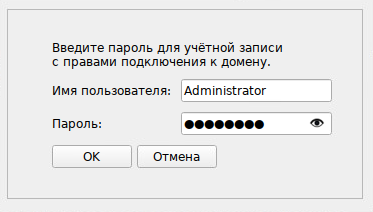 Введите пароль для учётной записи
с правами подключения к домену.
Имя пользователя: Administrator
Пароль: ●●●●●●●●
OK Отмена